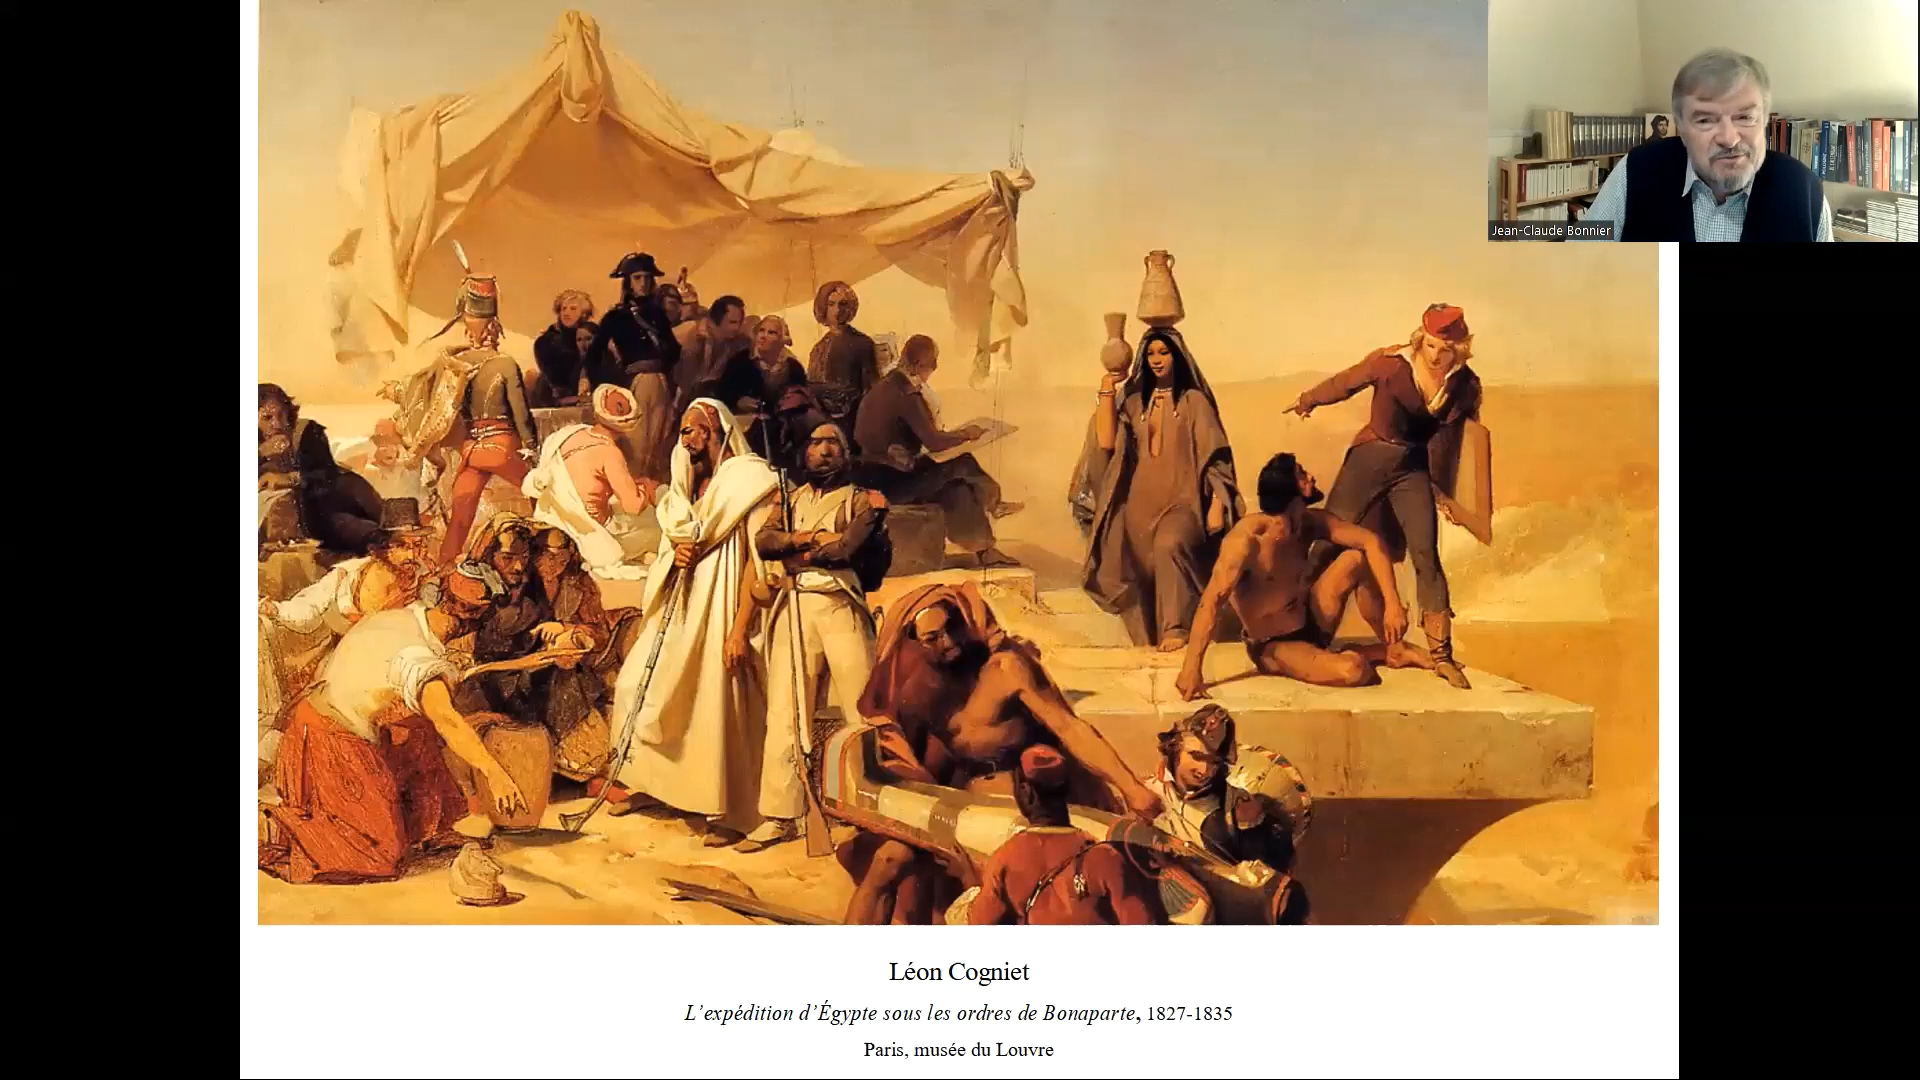 Jean-Claude Bonnier
Léon Cogniet
L’expédition d’Égypte sous les ordres de Bonaparte, 1827-1835
Paris, musée du Louvre